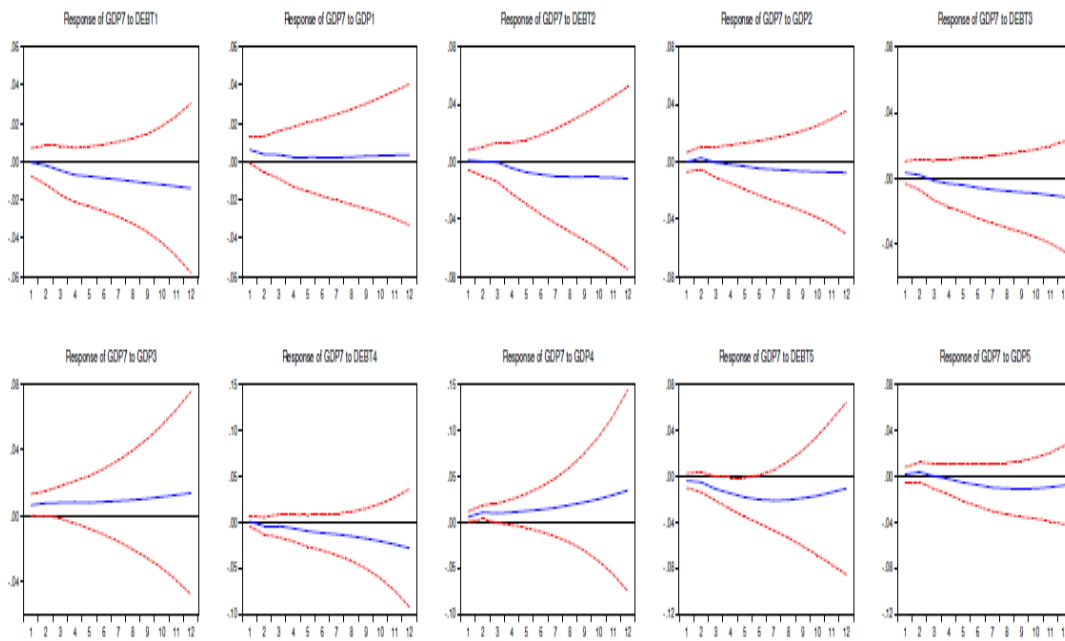 Response of GDP7 to DEBT1
Response of GDP7 to GDP1
Response of GDP7 to DEBT2
Response of GDP7 to GDP2
Response of GDP7 to DEBT3
.06
.04
.02
.00
-.02
-.04
-.06
1 2 3 4 5 6 7 8 9 10 11 12
.06
.04
.02
.00
-.02
-.04
-.06
1 2 3 4 5 6 7 8 9 10 11 12
.08
.04
.00
-.04
-.08
1 2 3 4 5 6 7 8 9 10 11 12
.08
.04
.00
-.04
-.08
1 2 3 4 5 6 7 8 9 10 11 12
.08
.04
.00
-.04
1 2 3 4 5 6 7 8 9 10 11
Response of GDP7 to GDP3
Response of GDP7 to DEBT4
Response of GDP7 to GDP4
Response of GDP7 to DEBT5
Response of GDP7 to GDP5
.08
.04
.00
-.04
1 2 3 4 5 6 7 8 9 10 11 12
.15
.10
.05
.00
-.05
-.10
1 2 3 4 5 6 7 8 9 10 11 12
.15
.10
.05
.00
-.05
-.10
1 2 3 4 5 6 7 8 9 10 11 12
.08
.04
.00
-.04
-.08
-.12
1 2 3 4 5 6 7 8 9 10 11 12
.08
.04
.00
-.04
-.08
-.12
1 2 3 4 5 6 7 8 9 10 11